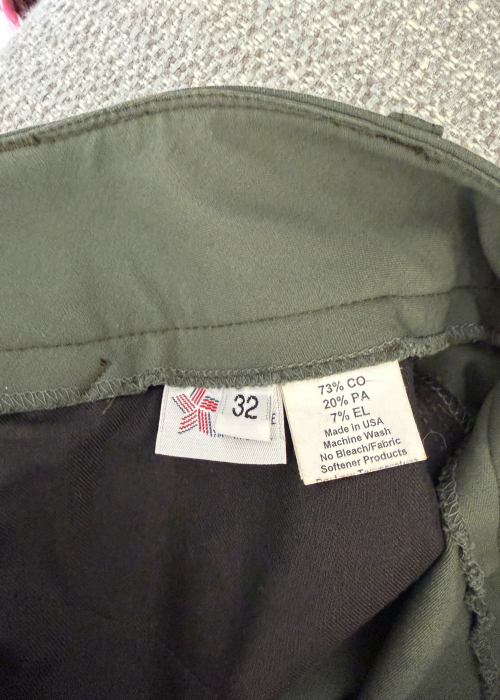 32
73% CO
20% PA
7% EL
Made in USA
Machine Wash
No Bleach/Fabric
Softener Products